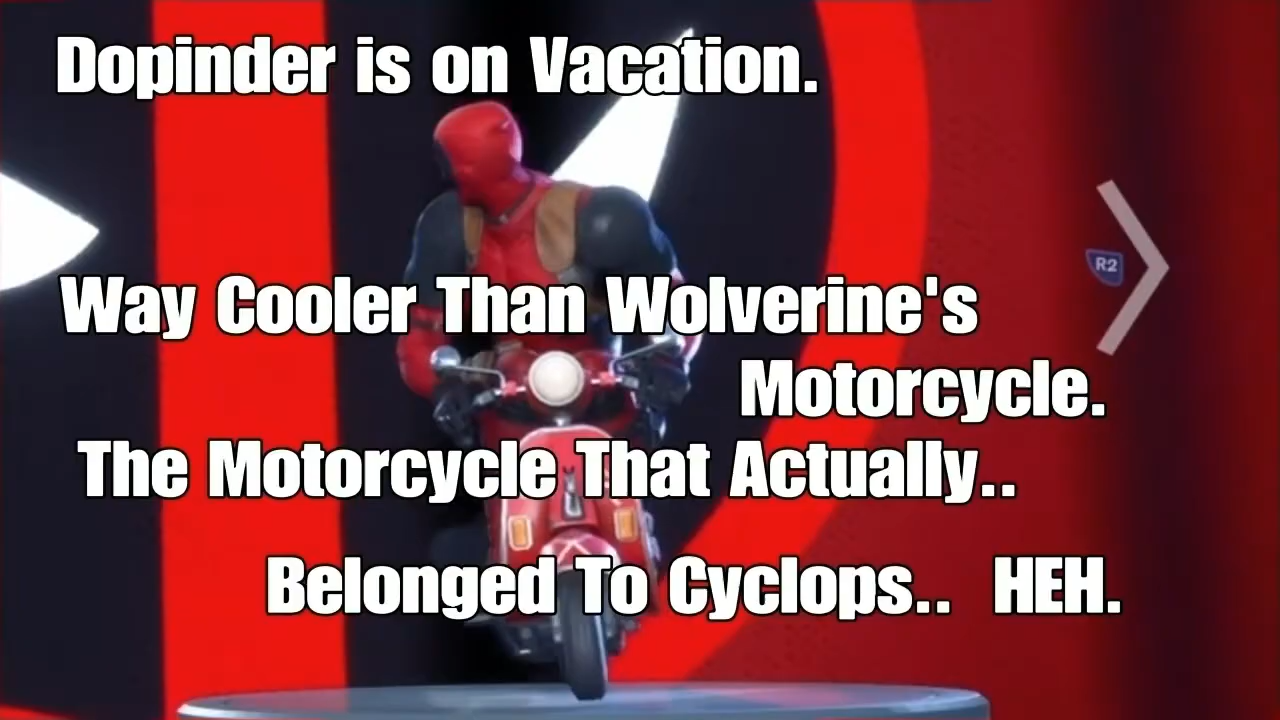 Dopinder is on Vacation.
Way Cooler Than Wolverine's
Motorcycle.
The Motorcycle That Actually..
Belonged To Cyclops.. HEH.
R2